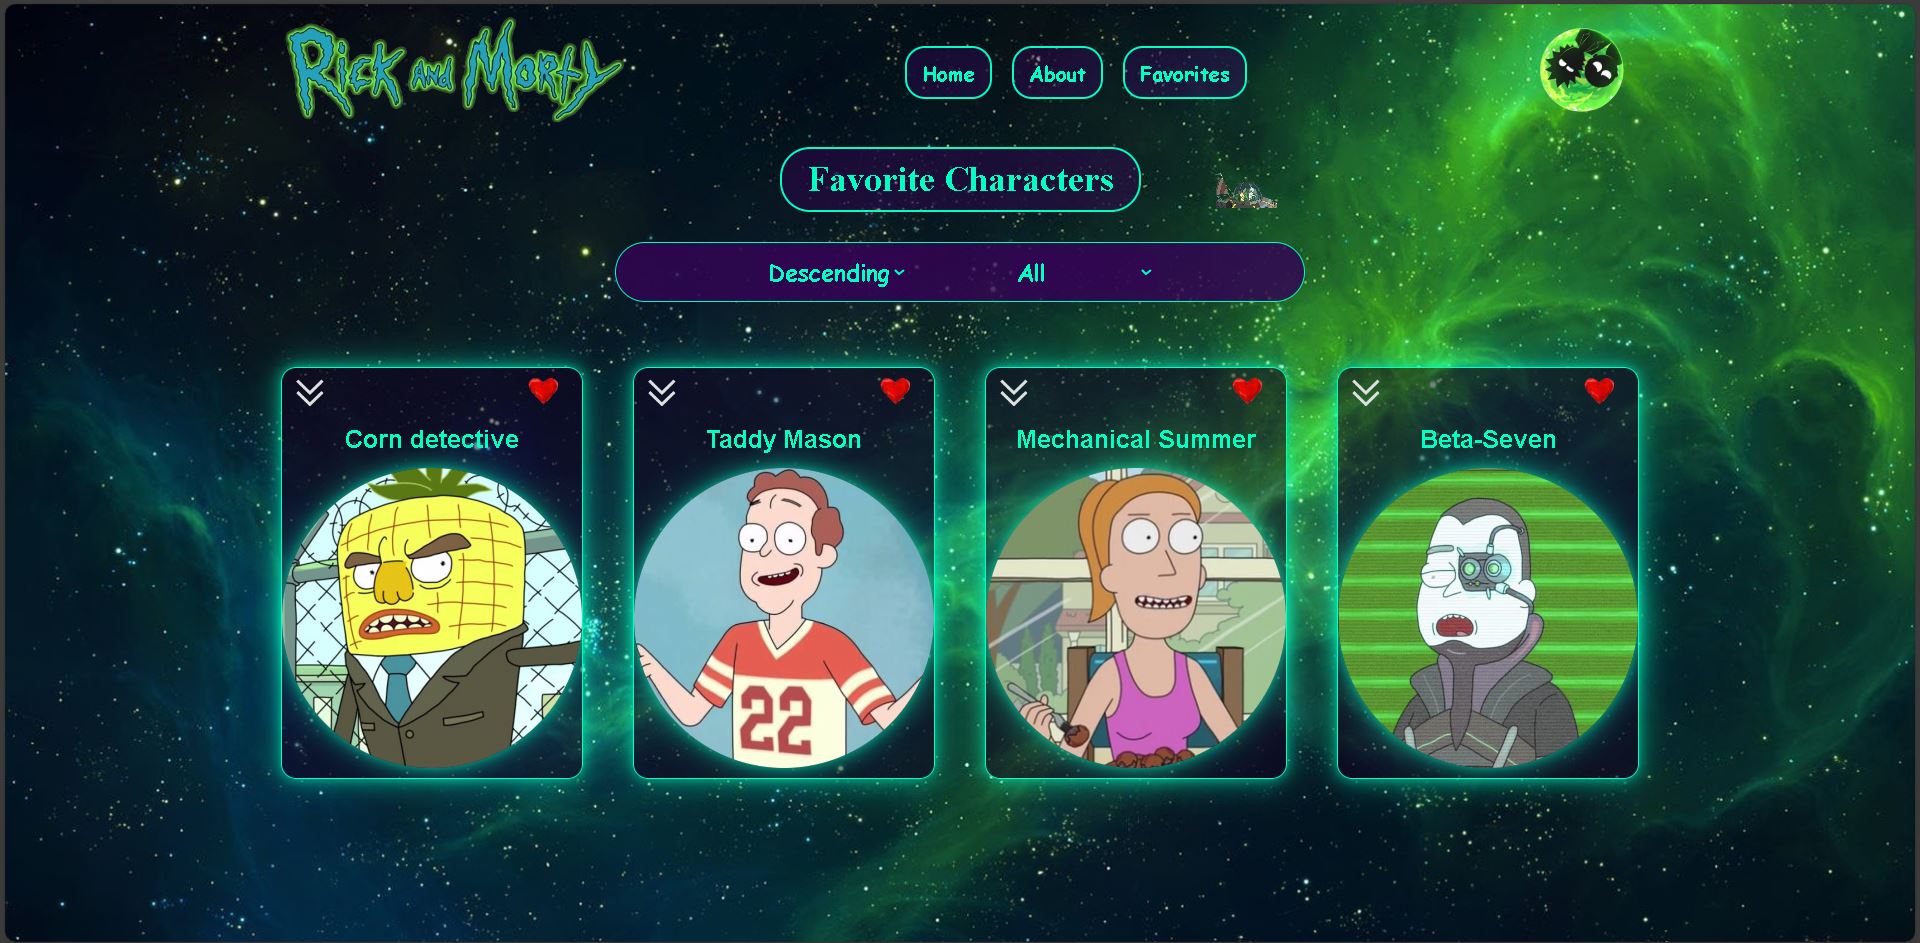 Rick and Morty
Home
About
Favorites
Favorite Characters
Descending
All
Corn detective
Taddy Mason
Mechanical Summer
Beta-Seven
22